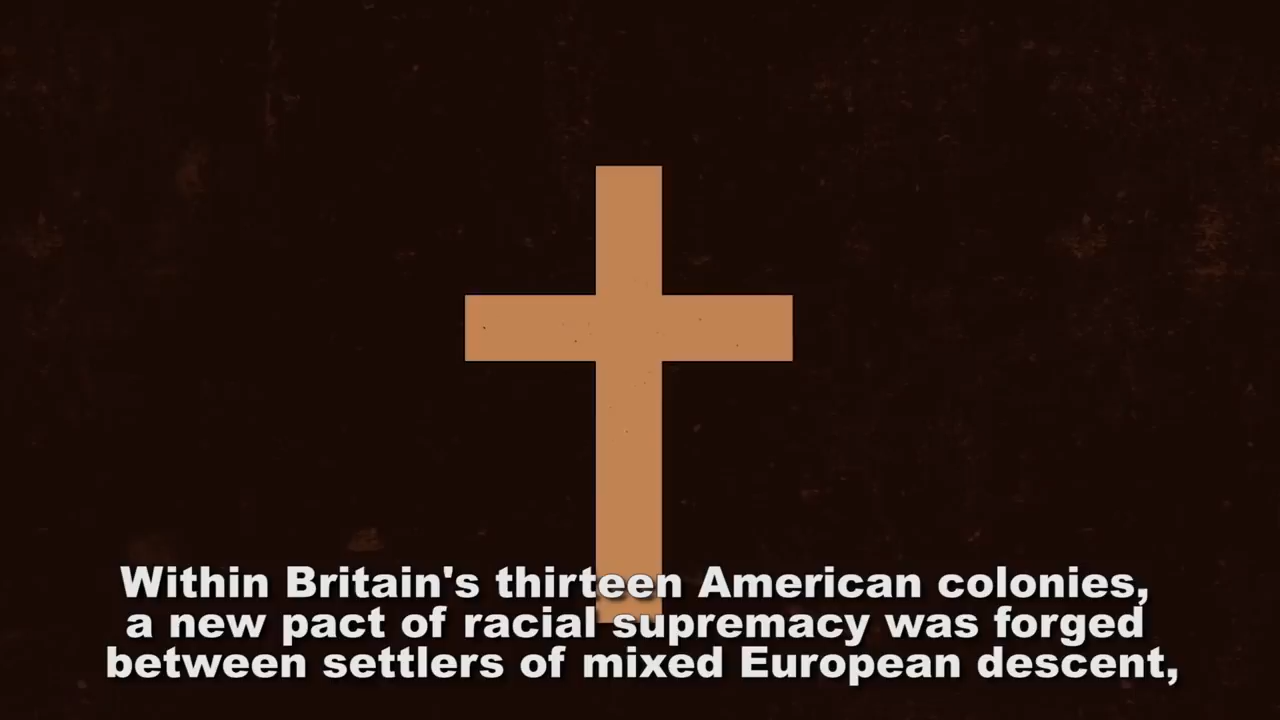 Within Britain's thirteen American colonies,
a new pact of racial supremacy was forged
between settlers of mixed European descent,